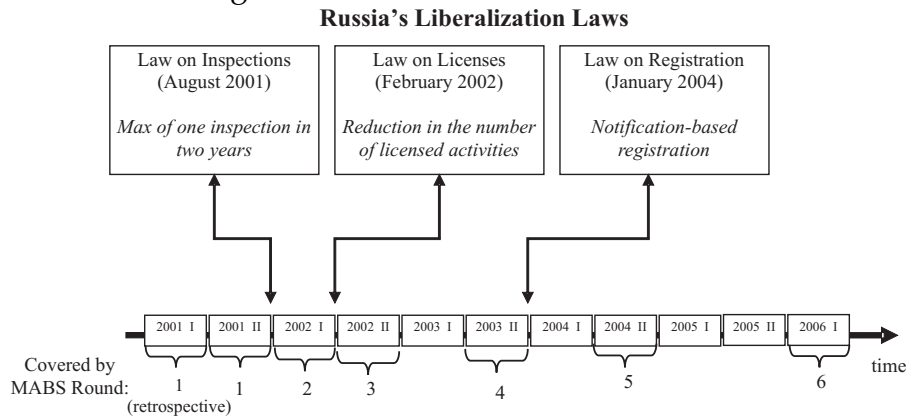 Russia's Liberalization Laws
Law on Inspections
(August 2001)
Max of one inspection in
two years
Law on Licenses
(February 2002)
Reduction in the number
of licensed activities
Law on Registration
(January 2004)
Notification-based
registration
2001 I
2001 II
2002 I
2002 II
2003 I
2003 II
2004 I
2004 II
2005 I
2005 II
2006 I
time
Covered by
MABS Round:
1
(retrospective)
1
2
3
4
5
6